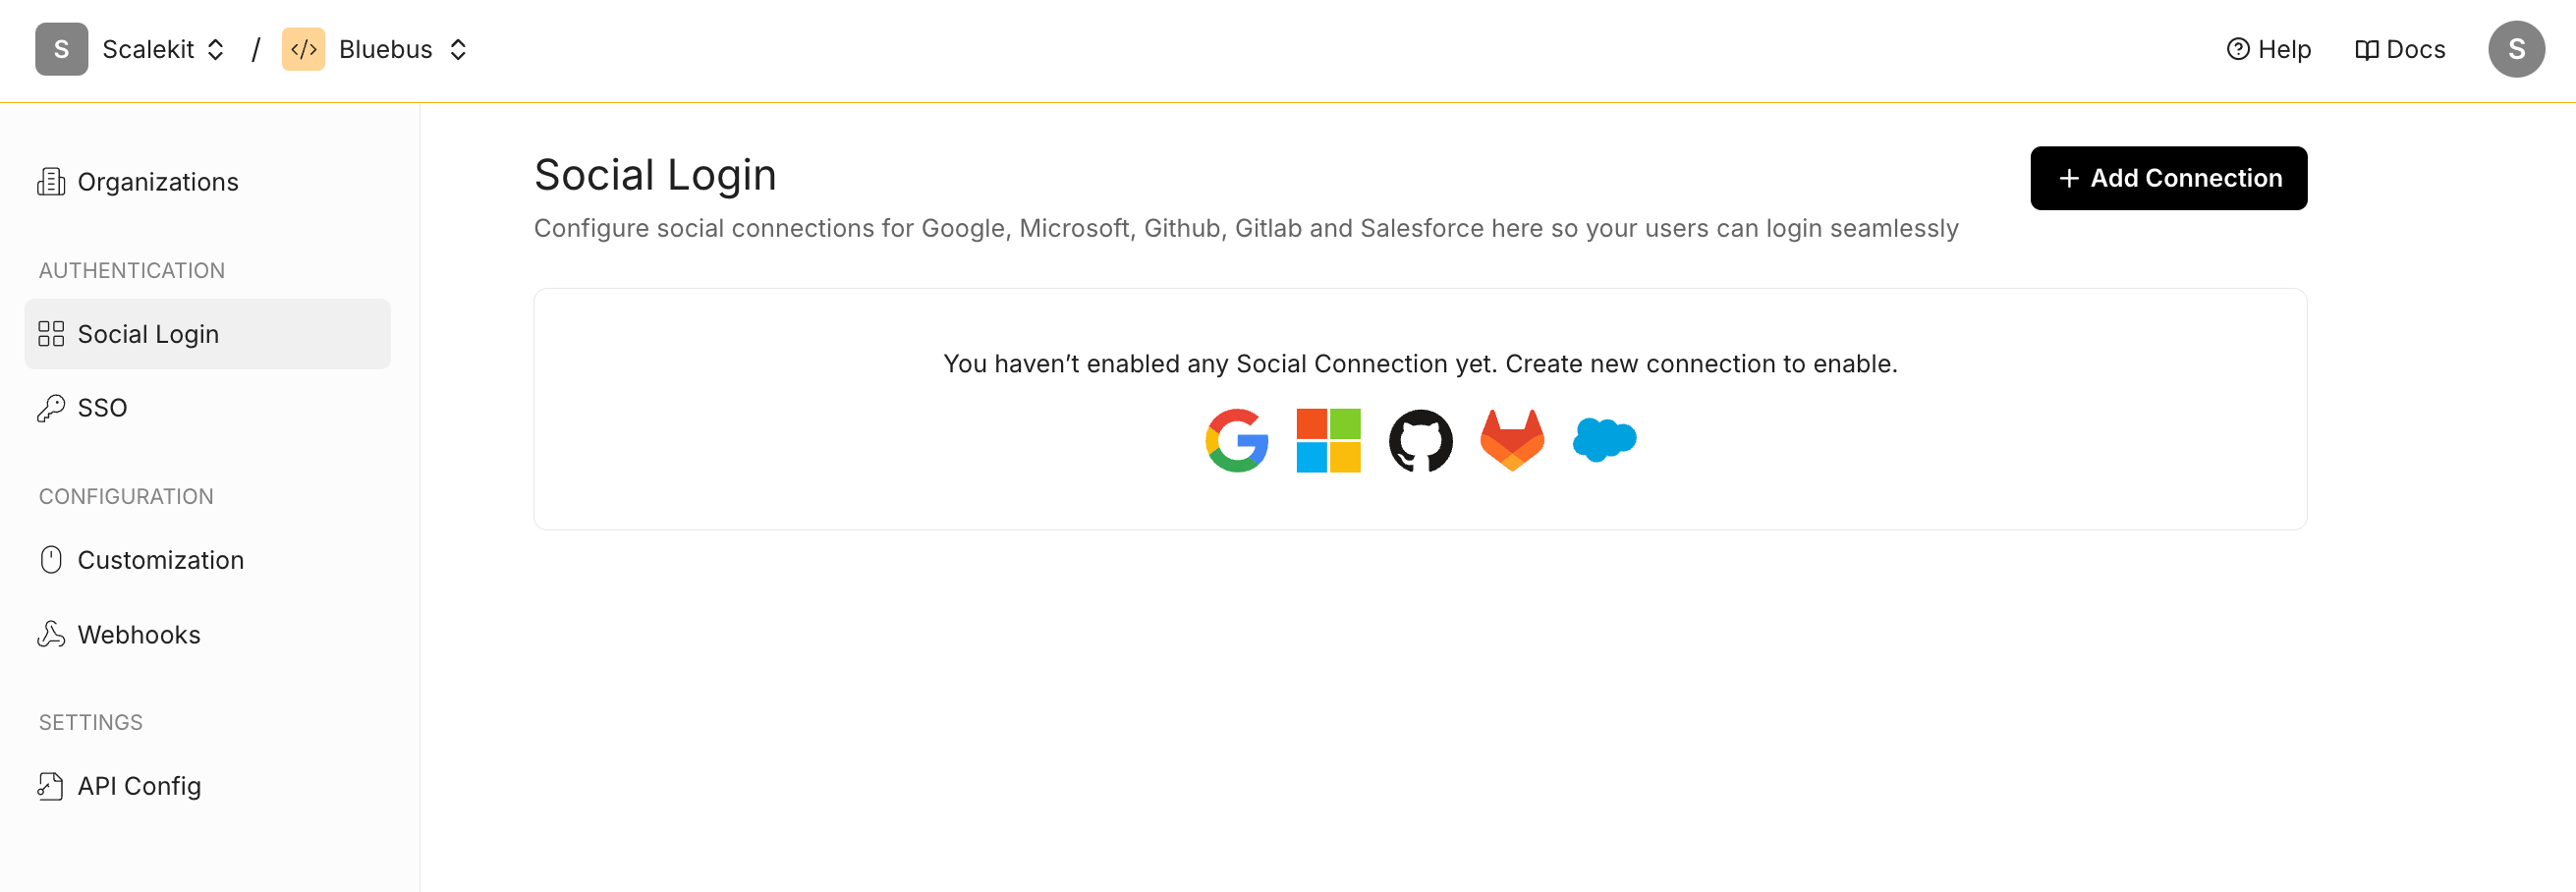 S Scalekit / </> Bluebus
Help Docs S
Organizations
AUTHENTICATION
Social Login
SSO
CONFIGURATION
Customization
Webhooks
SETTINGS
API Config
Social Login
+ Add Connection
Configure social connections for Google, Microsoft, Github, Gitlab and Salesforce here so your users can login seamlessly
You haven’t enabled any Social Connection yet. Create new connection to enable.